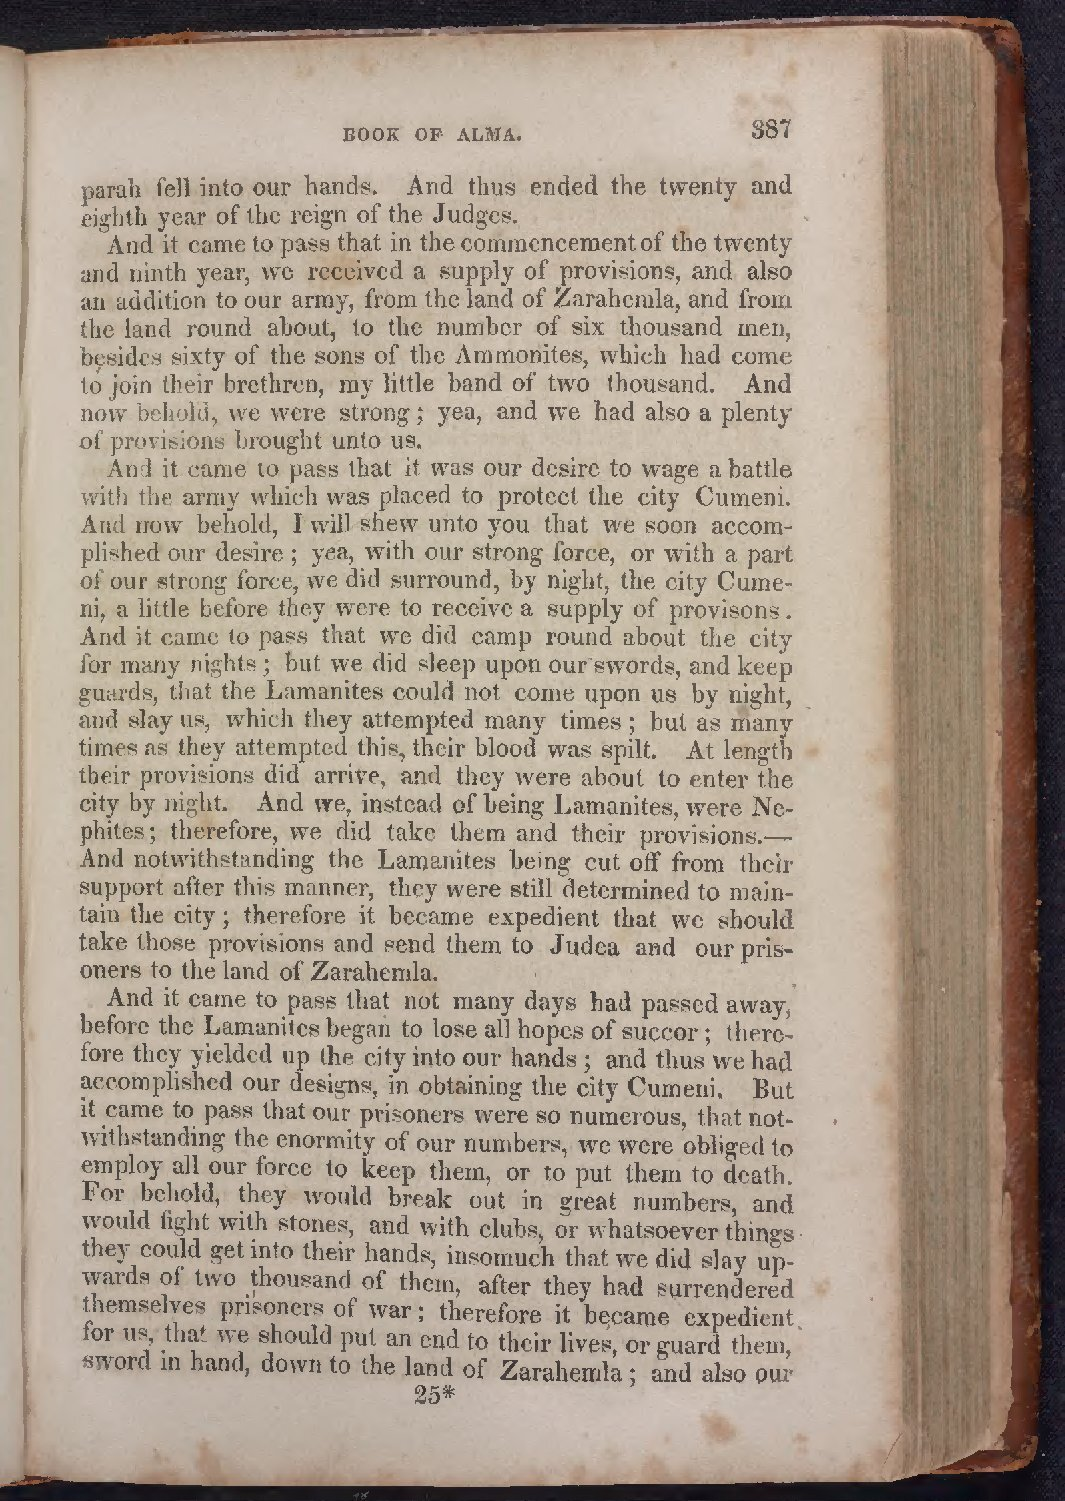 BOOK OF ALMA. 387
parah fell into our hands. And thus ended the twenty and
eighth year of the reign of the Judges.
And it came to pass that in the commencement of the twenty
and ninth year, we received a supply of provisions, and also
an addition to our army, from the land of Zarahemla, and from
the land round about, to the number of six thousand men,
besides sixty of the sons of the Ammonites, which had come
to join their brethren, my little band of two thousand. And
now behold, we were strong; yea, and we had also a plenty
of provisions brought unto us.
And it came to pass that it was our desire to wage a battle
with the army which was placed to protect the city Cumeni.
And now behold, I will shew unto you that we soon accom-
plished our desire; yea, with our strong force, or with a part
of our strong force, we did surround, by night, the city Cume-
ni, a little before they were to receive a supply of provisons.
And it came to pass that we did camp round about the city
for many nights; but we did sleep upon our swords, and keep
guards, that the Lamanites could not come upon us by night,
and slay us, which they attempted many times; but as many
times as they attempted this, their blood was spilt. At length
their provisions did arrive, and they were about to enter the
city by night. And we, instead of being Lamanites, were Ne-
phites; therefore, we did take them and their provisions.—
And notwithstanding the Lamanites being cut off from their
support after this manner, they were still determined to main-
tain the city; therefore it became expedient that we should
take those provisions and send them to Judea and our pris-
oners to the land of Zarahemla.
And it came to pass that not many days had passed away,
before the Lamanites began to lose all hopes of succor; there-
fore they yielded up the city into our hands; and thus we had
accomplished our designs, in obtaining the city Cumeni. But
it came to pass that our prisoners were so numerous, that not-
withstanding the enormity of our numbers, we were obliged to
employ all our force to keep them, or to put them to death.
For behold, they would break out in great numbers, and
would fight with stones, and with clubs, or whatsoever things
they could get into their hands, insomuch that we did slay up-
wards of two thousand of them, after they had surrendered
themselves prisoners of war; therefore it became expedient
for us, that we should put an end to their lives, or guard them,
sword in hand, down to the land of Zarahemla; and also our
25*